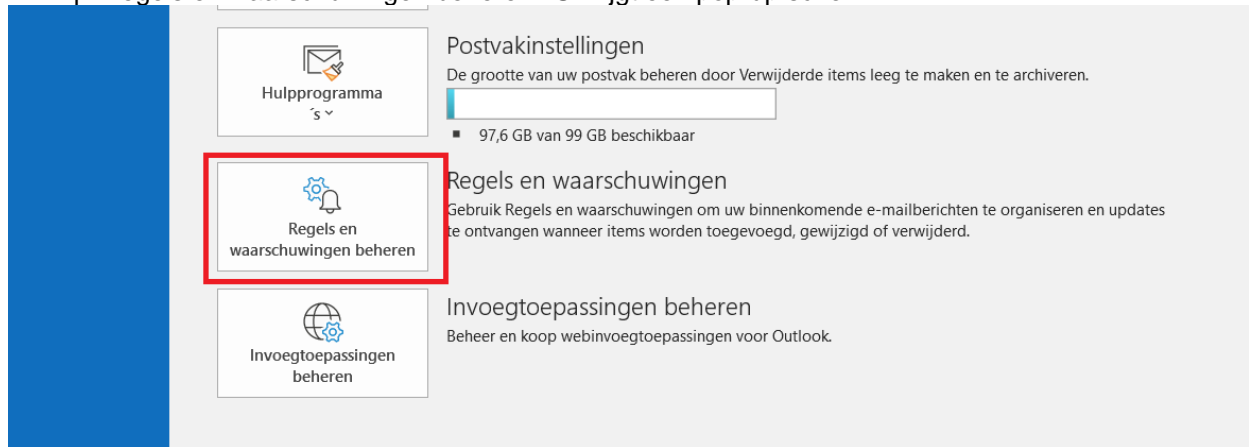 Postvakinstellingen
De grootte van uw postvak beheren door Verwijderde items leeg te maken en te archiveren.
Hulpprogramma
´s
97,6 GB van 99 GB beschikbaar
Regels en waarschuwingen
Gebruik Regels en waarschuwingen om uw binnenkomende e-mailberichten te organiseren en updates
te ontvangen wanneer items worden toegevoegd, gewijzigd of verwijderd.
Regels en
waarschuwingen beheren
Invoegtoepassingen beheren
Beheer en koop webinvoegtoepassingen voor Outlook.
Invoegtoepassingen
beheren